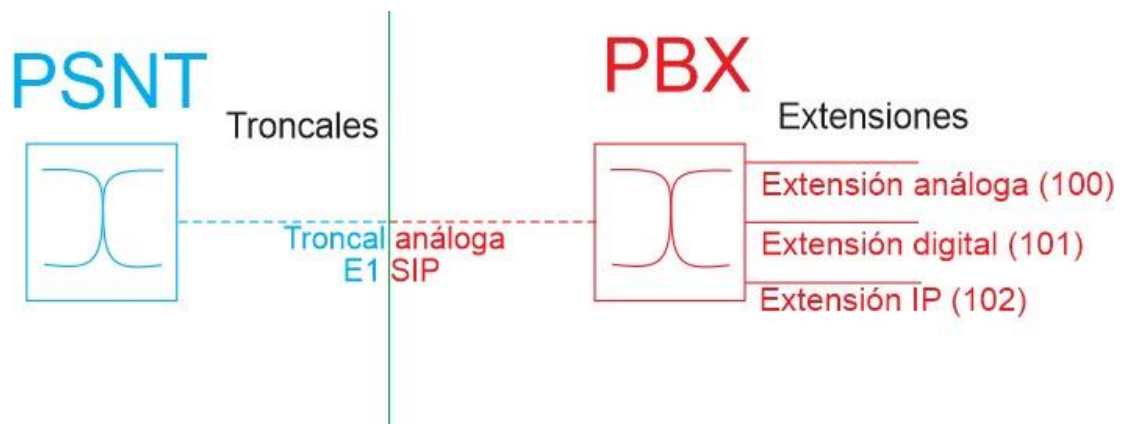 PSNT
PBX
Troncales
Extensiones
Extensión análoga (100)
Troncal análoga
E1 SIP
Extensión digital (101)
Extensión IP (102)